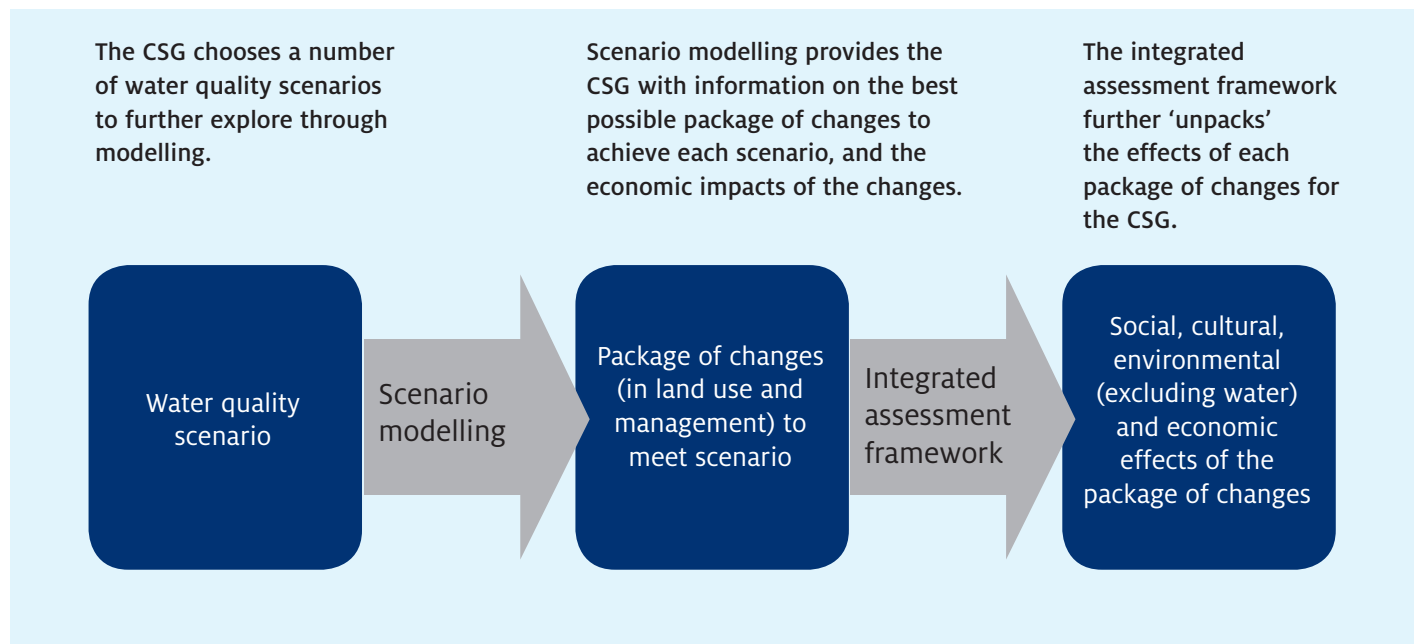 The CSG chooses a number
of water quality scenarios
to further explore through
modelling.
Scenario modelling provides the
CSG with information on the best
possible package of changes to
achieve each scenario, and the
economic impacts of the changes.
The integrated
assessment framework
further ‘unpacks’
the effects of each
package of changes for
the CSG.
Water quality
scenario
Scenario
modelling
Package of changes
(in land use and
management) to
meet scenario
Integrated
assessment
framework
Social, cultural,
environmental
(excluding water)
and economic
effects of the
package of changes